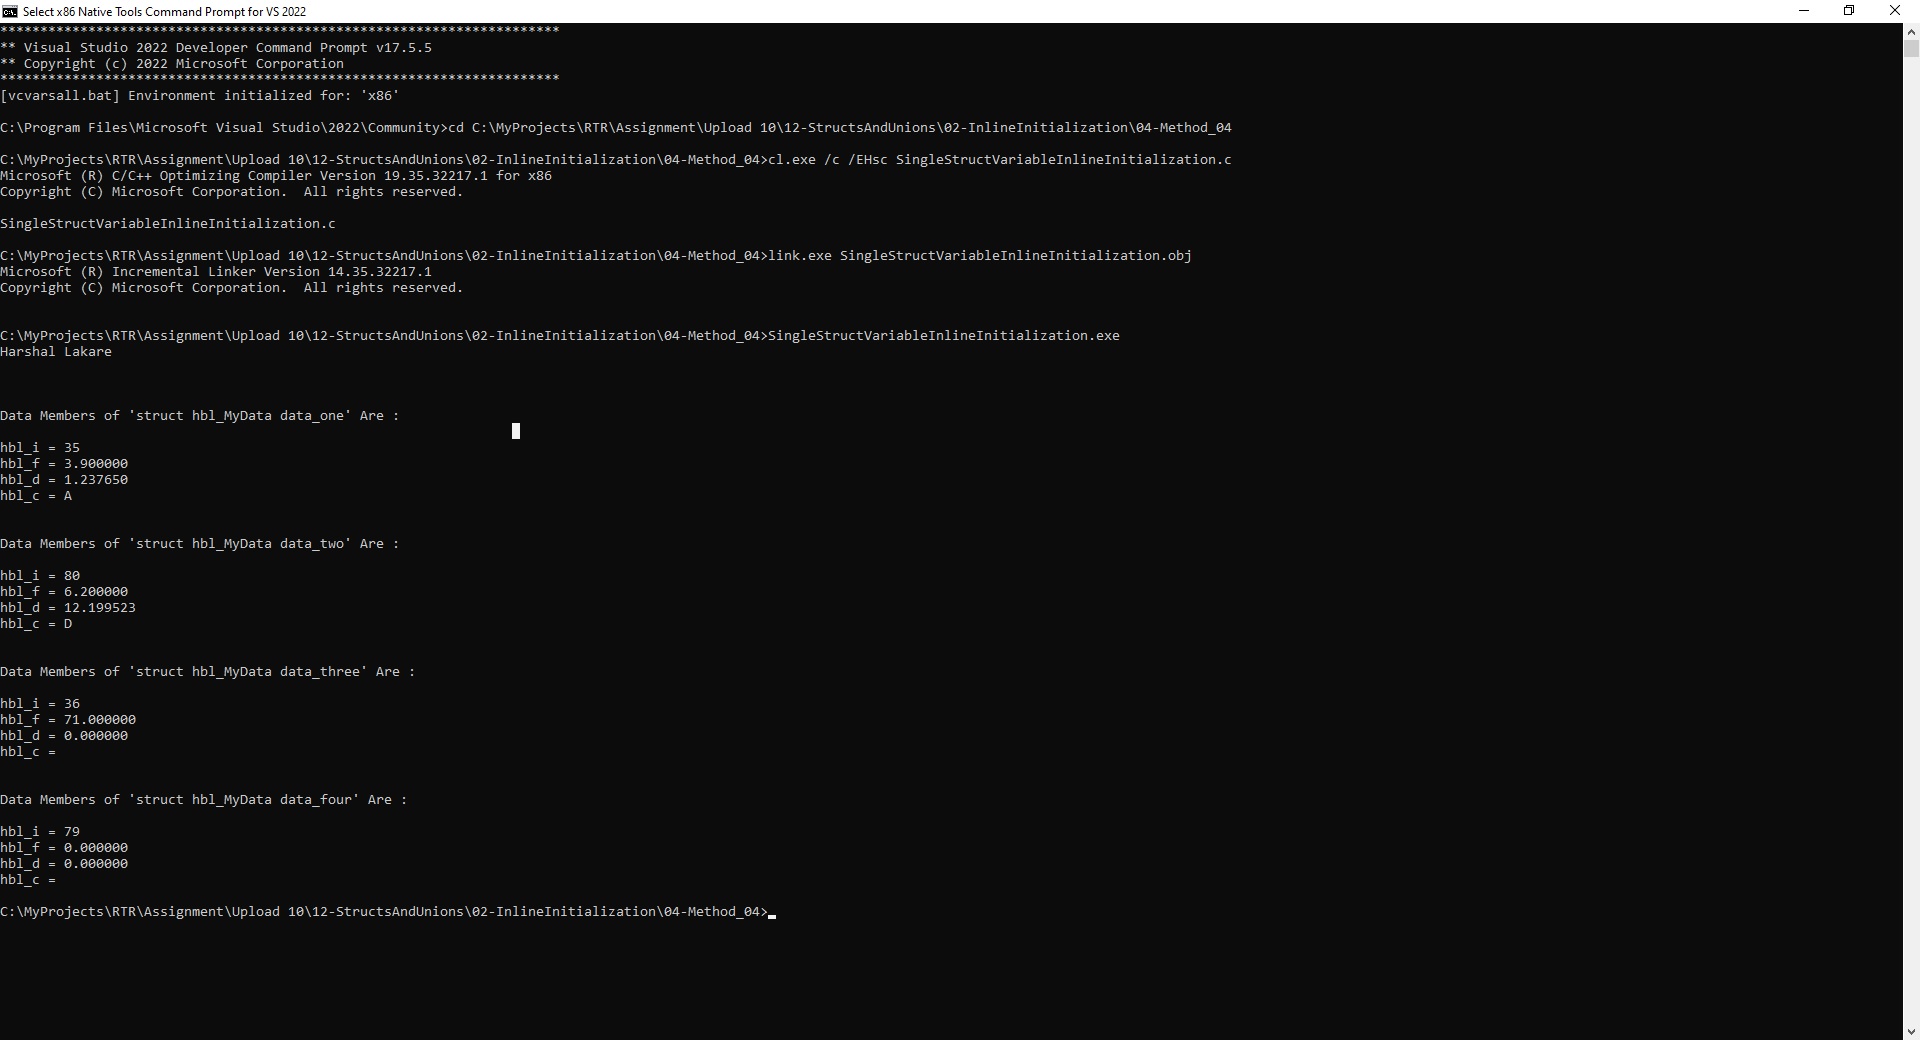 Select x86 Native Tools Command Prompt for VS 2022
**********************************************************************
** Visual Studio 2022 Developer Command Prompt v17.5.5
** Copyright (c) 2022 Microsoft Corporation
**********************************************************************
[vcvarsall.bat] Environment initialized for: 'x86'
C:\Program Files\Microsoft Visual Studio\2022\Community>cd C:\MyProjects\RTR\Assignment\Upload 10\12-StructsAndUnions\02-InlineInitialization\04-Method_04
C:\MyProjects\RTR\Assignment\Upload 10\12-StructsAndUnions\02-InlineInitialization\04-Method_04>cl.exe /c /EHsc SingleStructVariableInlineInitialization.c
Microsoft (R) C/C++ Optimizing Compiler Version 19.35.32217.1 for x86
Copyright (C) Microsoft Corporation.  All rights reserved.
SingleStructVariableInlineInitialization.c
C:\MyProjects\RTR\Assignment\Upload 10\12-StructsAndUnions\02-InlineInitialization\04-Method_04>link.exe SingleStructVariableInlineInitialization.obj
Microsoft (R) Incremental Linker Version 14.35.32217.1
Copyright (C) Microsoft Corporation.  All rights reserved.
C:\MyProjects\RTR\Assignment\Upload 10\12-StructsAndUnions\02-InlineInitialization\04-Method_04>SingleStructVariableInlineInitialization.exe
Harshal Lakare
Data Members of 'struct hbl_MyData data_one' Are :
hbl_i = 35
hbl_f = 3.900000
hbl_d = 1.237650
hbl_c = A
Data Members of 'struct hbl_MyData data_two' Are :
hbl_i = 80
hbl_f = 6.200000
hbl_d = 12.199523
hbl_c = D
Data Members of 'struct hbl_MyData data_three' Are :
hbl_i = 36
hbl_f = 71.000000
hbl_d = 0.000000
hbl_c =
Data Members of 'struct hbl_MyData data_four' Are :
hbl_i = 79
hbl_f = 0.000000
hbl_d = 0.000000
hbl_c =
C:\MyProjects\RTR\Assignment\Upload 10\12-StructsAndUnions\02-InlineInitialization\04-Method_04>